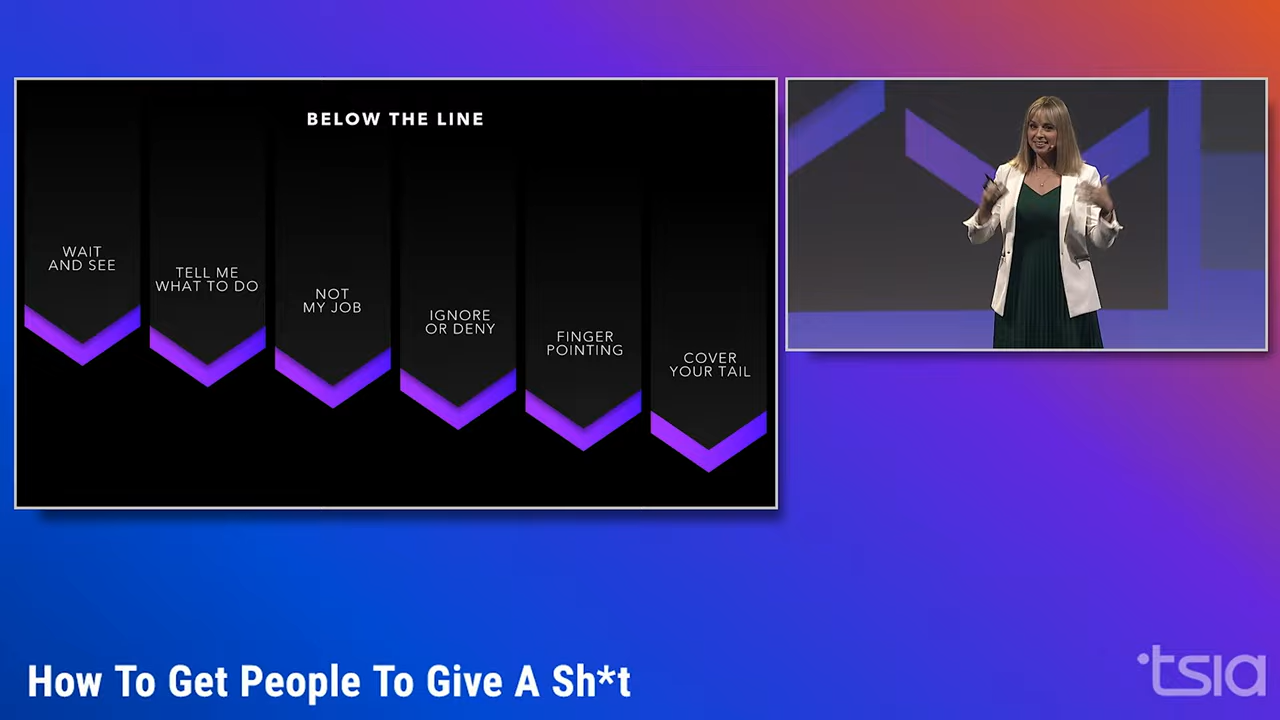 BELOW THE LINE
WAIT
AND SEE
TELL ME
WHAT TO DO
NOT
MY JOB
IGNORE
OR DENY
FINGER
POINTING
COVER
YOUR TAIL
How To Get People To Give A Sh*t
tsia